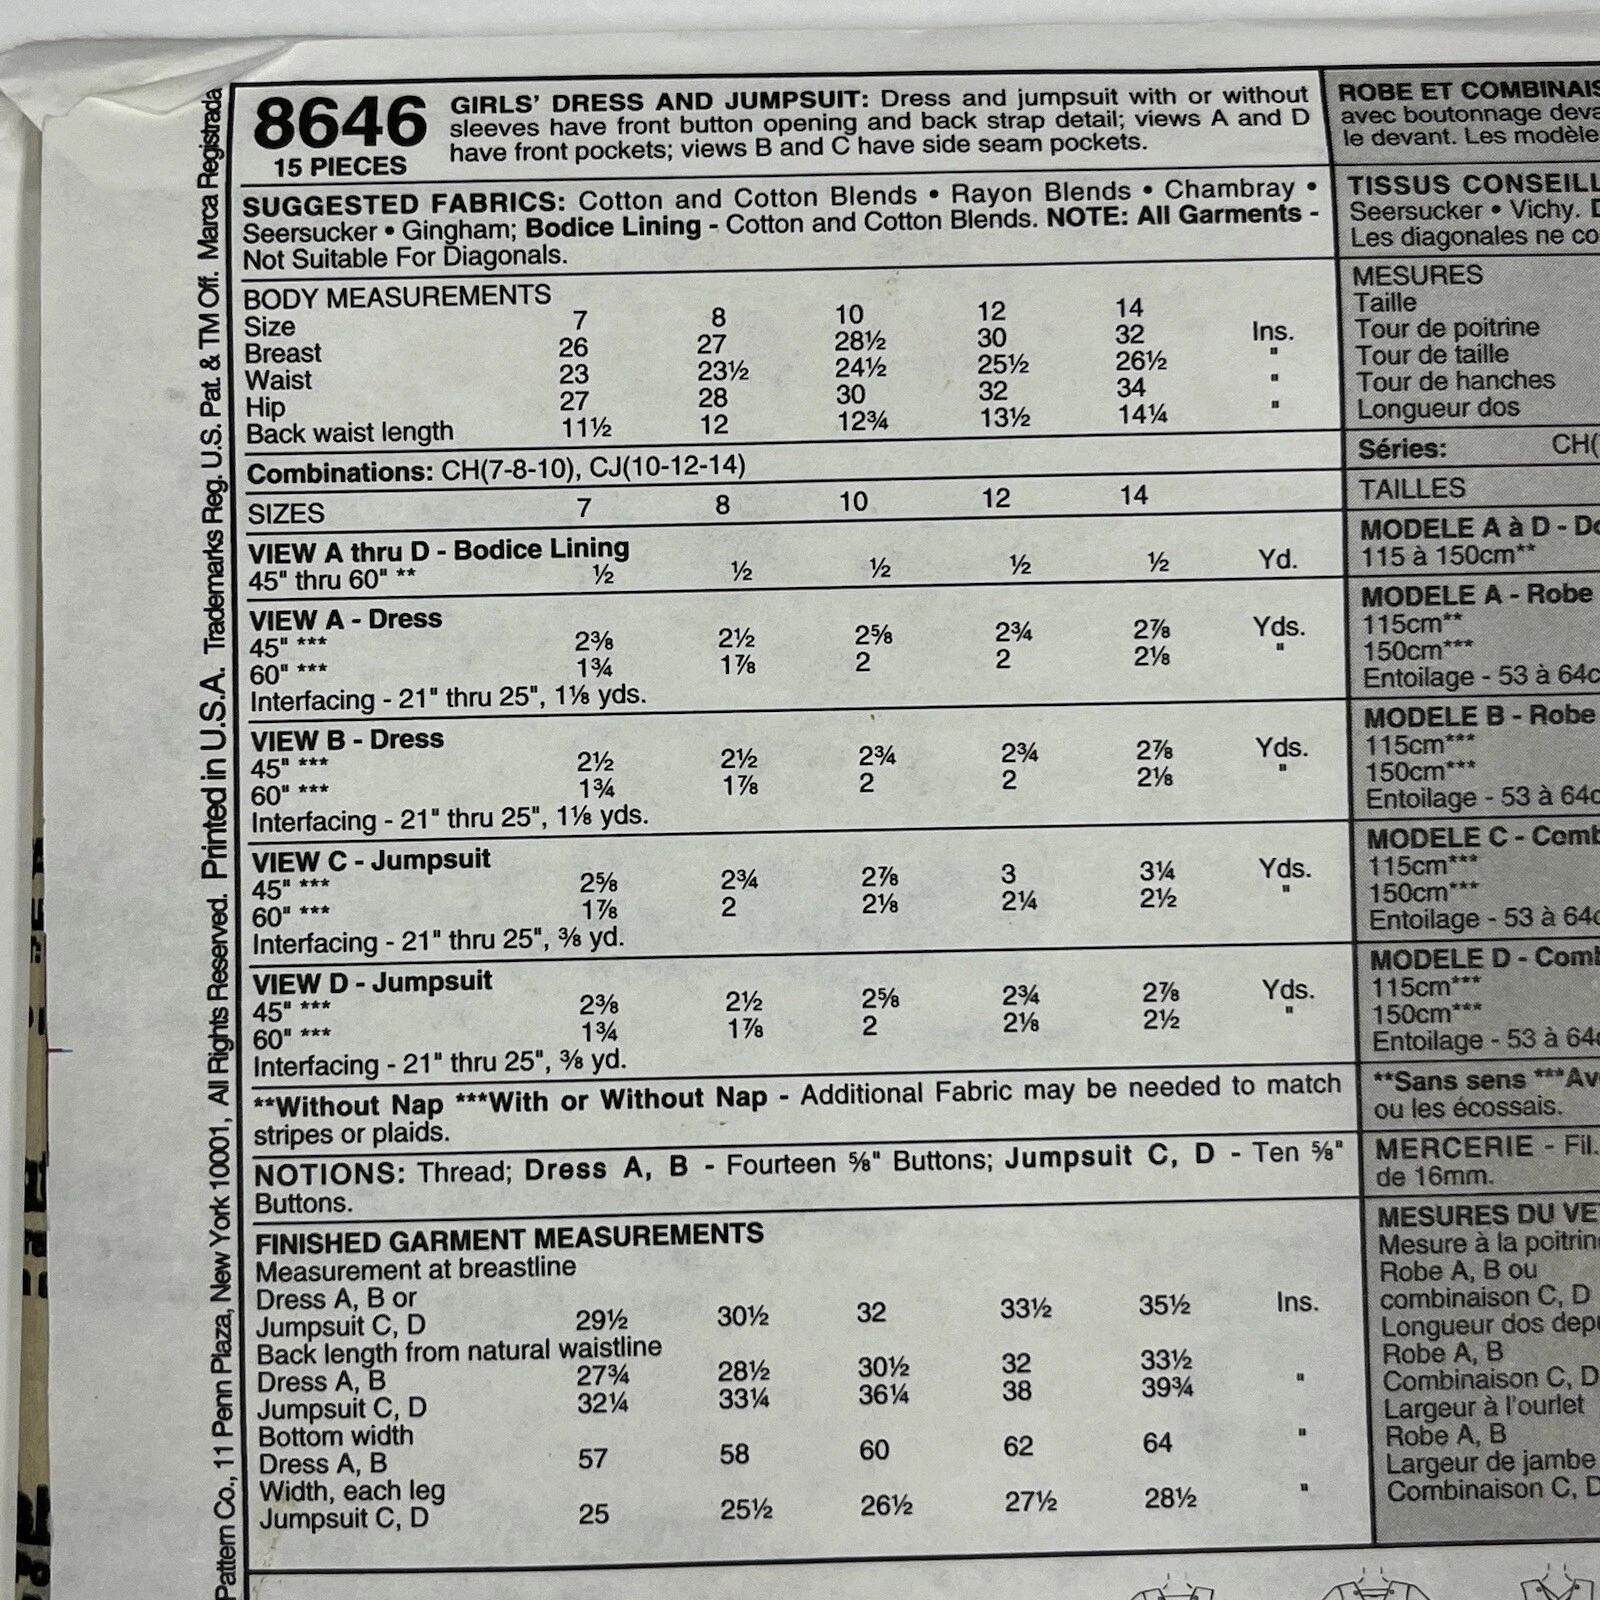 8646
15 PIECES
GIRLS' DRESS AND JUMPSUIT: Dress and jumpsuit with or without
sleeves have front button opening and back strap detail; views A and D
have front pockets; views B and C have side seam pockets.
SUGGESTED FABRICS: Cotton and Cotton Blends • Rayon Blends • Chambray •
Seersucker • Gingham; Bodice Lining - Cotton and Cotton Blends. NOTE: All Garments -
Not Suitable For Diagonals.
BODY MEASUREMENTS
Size 7 8 10 12 14
Breast 26 27 28½ 30 32 Ins.
Waist 23 23½ 24½ 25½ 26½ "
Hip 27 28 30 32 34 "
Back waist length 11½ 12 12¾ 13½ 14¼ "
Combinations: CH(7-8-10), CJ(10-12-14)
SIZES 7 8 10 12 14
VIEW A thru D - Bodice Lining
45" thru 60" ** ½ ½ ½ ½ ½ Yd.
VIEW A - Dress
45" *** 2⅜ 2½ 2⅝ 2¾ 2⅞ Yds.
60" *** 1¾ 1⅞ 2 2 2⅛ "
Interfacing - 21" thru 25", 1⅛ yds.
VIEW B - Dress
45" *** 2½ 2½ 2¾ 2¾ 2⅞ Yds.
60" *** 1¾ 1⅞ 2 2 2⅛ "
Interfacing - 21" thru 25", 1⅛ yds.
VIEW C - Jumpsuit
45" *** 2⅝ 2¾ 2⅞ 3 3¼ Yds.
60" *** 1⅞ 2 2⅛ 2¼ 2½ "
Interfacing - 21" thru 25", ⅜ yd.
VIEW D - Jumpsuit
45" *** 2⅜ 2½ 2⅝ 2¾ 2⅞ Yds.
60" *** 1¾ 1⅞ 2 2⅛ 2½ "
Interfacing - 21" thru 25", ⅜ yd.
**Without Nap ***With or Without Nap - Additional Fabric may be needed to match
stripes or plaids.
NOTIONS: Thread; Dress A, B - Fourteen ⅝" Buttons; Jumpsuit C, D - Ten ⅝"
Buttons.
FINISHED GARMENT MEASUREMENTS
Measurement at breastline
Dress A, B or
Jumpsuit C, D 29½ 30½ 32 33½ 35½ Ins.
Back length from natural waistline
Dress A, B 27¾ 28½ 30½ 32 33½ "
Jumpsuit C, D 32¼ 33¼ 36¼ 38 39¾
Bottom width
Dress A, B 57 58 60 62 64 "
Width, each leg
Jumpsuit C, D 25 25½ 26½ 27½ 28½ "
ROBE ET COMBINAIS
avec boutonnage deva
le devant. Les modèle
TISSUS CONSEILL
Seersucker • Vichy.
Les diagonales ne co
MESURES
Taille
Tour de poitrine
Tour de taille
Tour de hanches
Longueur dos
Séries: CH(
TAILLES
MODELE A à D - Do
115 à 150cm**
MODELE A - Robe
115cm**
150cm***
Entoilage - 53 à 64c
MODELE B - Robe
115cm***
150cm***
Entoilage - 53 à 64c
MODELE C - Comb
115cm***
150cm***
Entoilage - 53 à 64c
MODELE D - Comb
115cm***
150cm***
Entoilage - 53 à 64c
**Sans sens ***Av
ou les écossais.
MERCERIE - Fil.
de 16mm.
MESURES DU VE
Mesure à la poitrin
Robe A, B ou
combinaison C, D
Longueur dos depu
Robe A, B
Combinaison C, D
Largeur à l'ourlet
Robe A, B
Largeur de jambe
Combinaison C, D
Pattern Co., 11 Penn Plaza, New York 10001, All Rights Reserved. Printed in U.S.A. Trademarks Reg. U.S. Pat. & TM Off. Marca Registrada